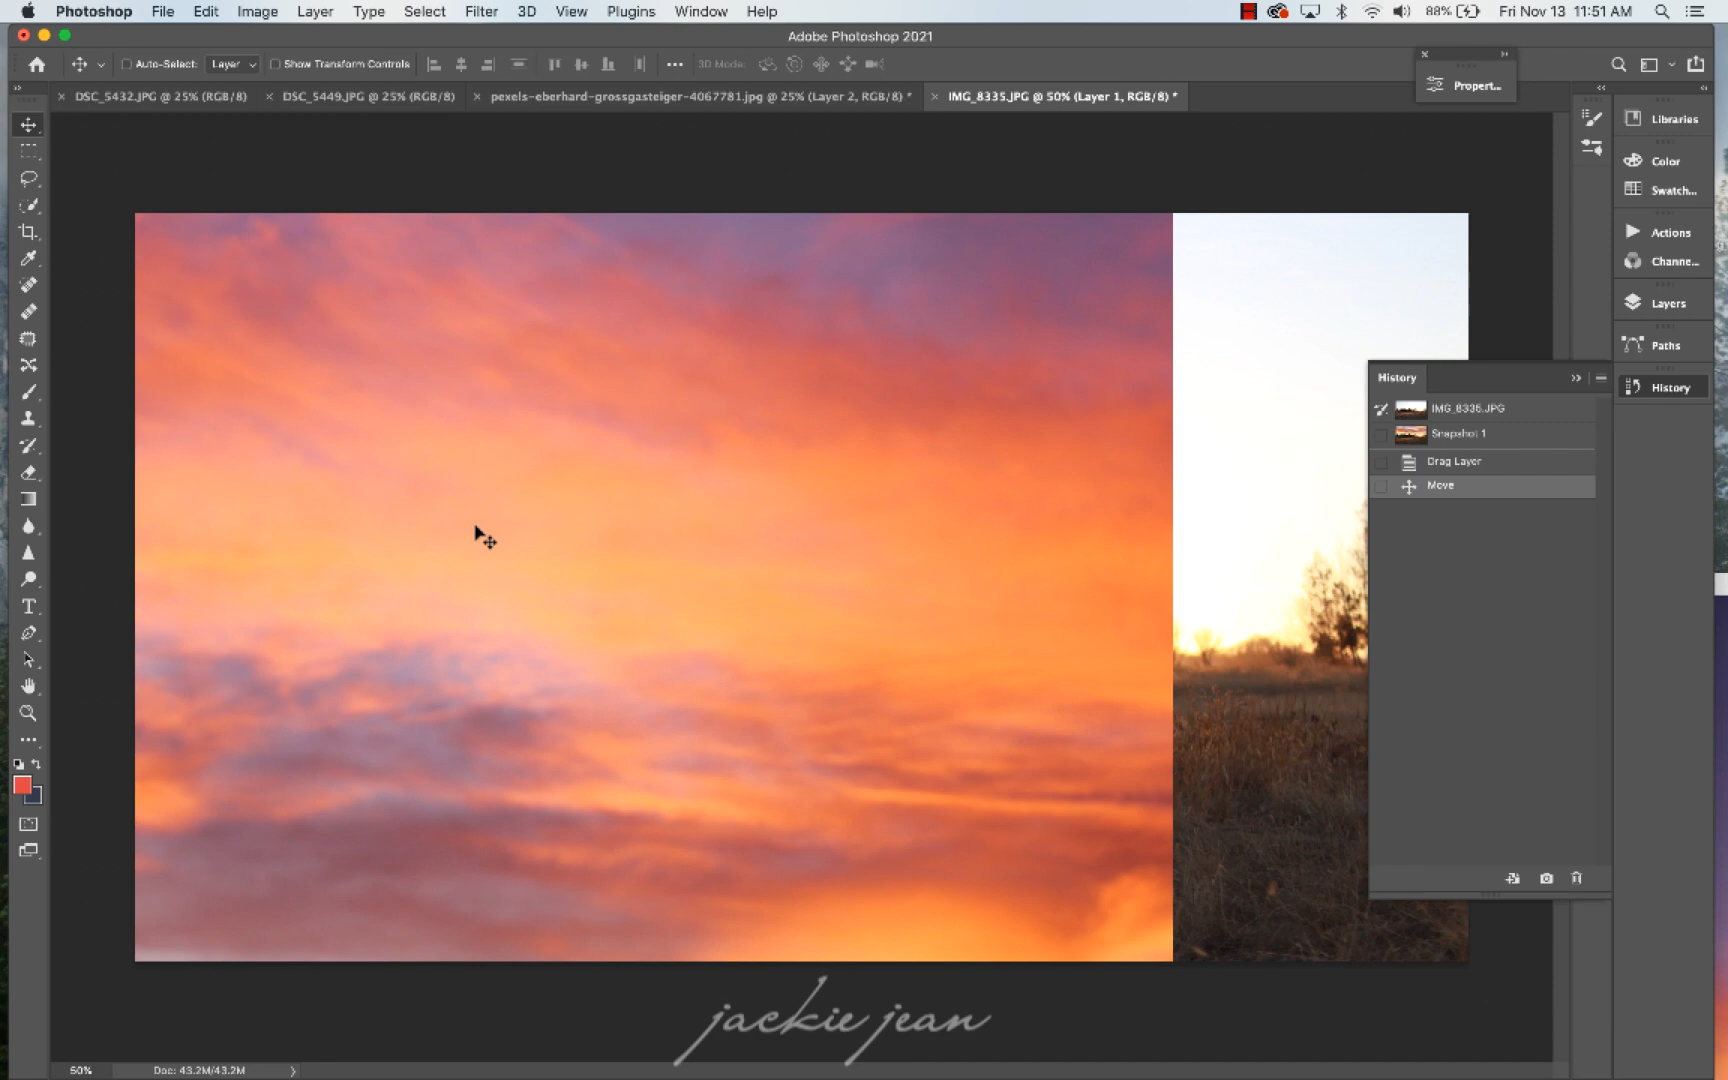 Photoshop File Edit Image Layer Type Select Filter 3D View Plugins Window Help 88% Fri Nov 13 11:51 AM
Adobe Photoshop 2021
Auto-Select: Layer Show Transform Controls 3D Mode:
Propert...
DSC_5432.JPG @ 25% (RGB/8) DSC_5449.JPG @ 25% (RGB/8) pexels-eberhard-grossgasteiger-4067781.jpg @ 25% (Layer 2, RGB/8) * IMG_8335.JPG @ 50% (Layer 1, RGB/8) *
Libraries
Color
Swatch...
Actions
Channe...
Layers
Paths
History
History
IMG_8335.JPG
Snapshot 1
Drag Layer
Move
jackie jean
50% Doc: 43.2M/43.2M